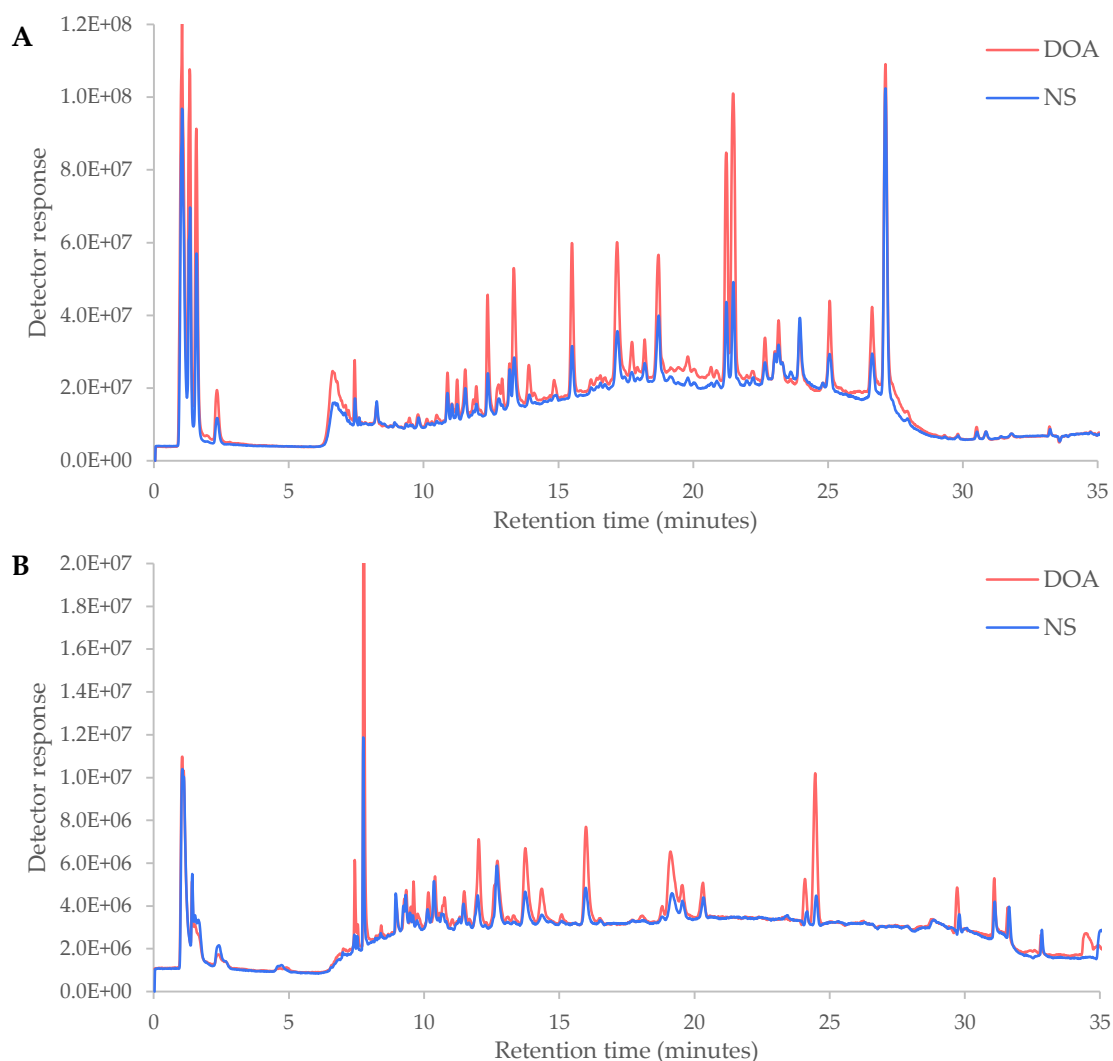 A
DOA
NS
Detector response
1.2E+08
1.0E+08
8.0E+07
6.0E+07
4.0E+07
2.0E+07
0.0E+00
0 5 10 15 20 25 30 35
Retention time (minutes)
B
DOA
NS
Detector response
2.0E+07
1.8E+07
1.6E+07
1.4E+07
1.2E+07
1.0E+07
8.0E+06
6.0E+06
4.0E+06
2.0E+06
0.0E+00
0 5 10 15 20 25 30 35
Retention time (minutes)